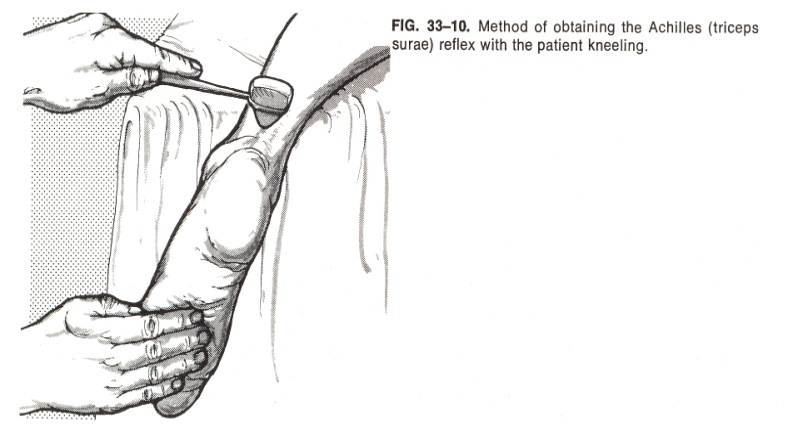 FIG. 33–10. Method of obtaining the Achilles (triceps
surae) reflex with the patient kneeling.